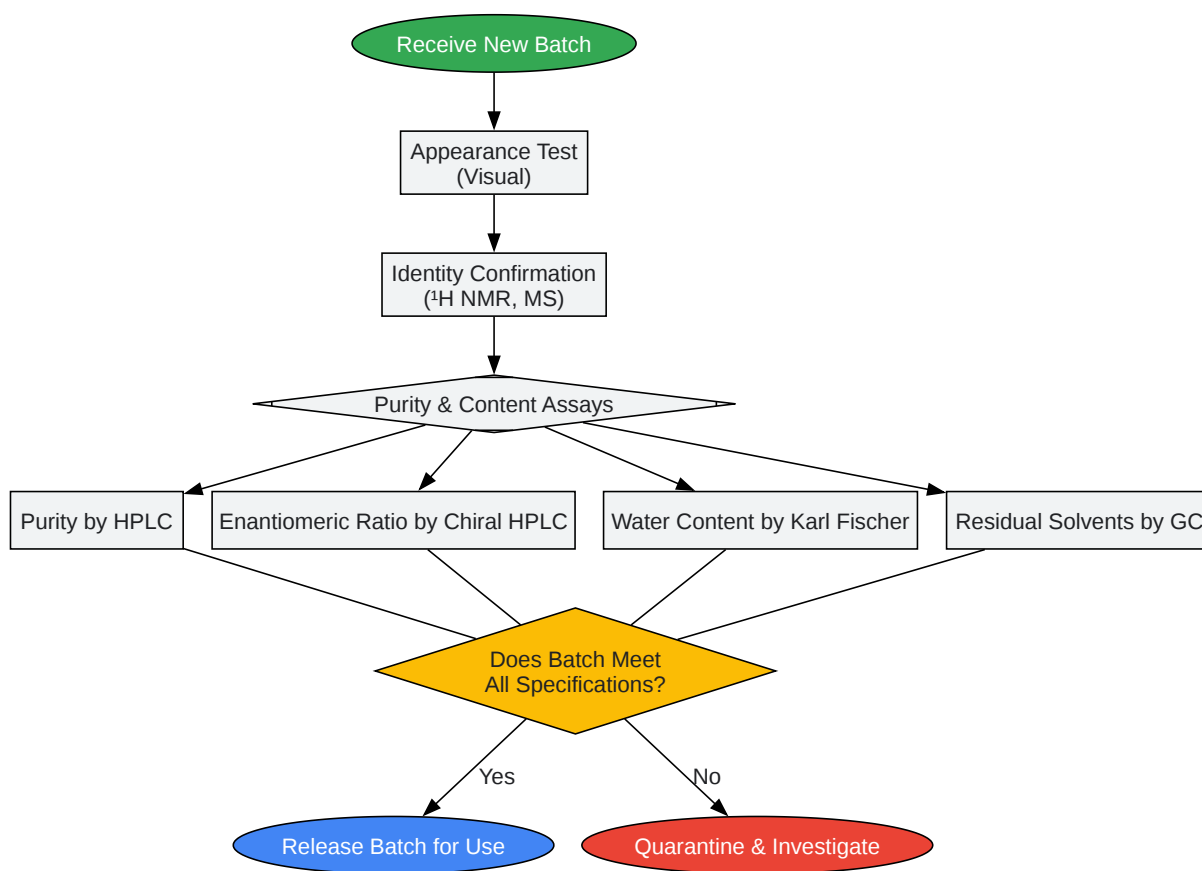 Receive New Batch
Appearance Test
(Visual)
Identity Confirmation
(¹H NMR, MS)
Purity & Content Assays
Purity by HPLC
Enantiomeric Ratio by Chiral HPLC
Water Content by Karl Fischer
Residual Solvents by GC
Does Batch Meet
All Specifications?
Yes
No
Release Batch for Use
Quarantine & Investigate